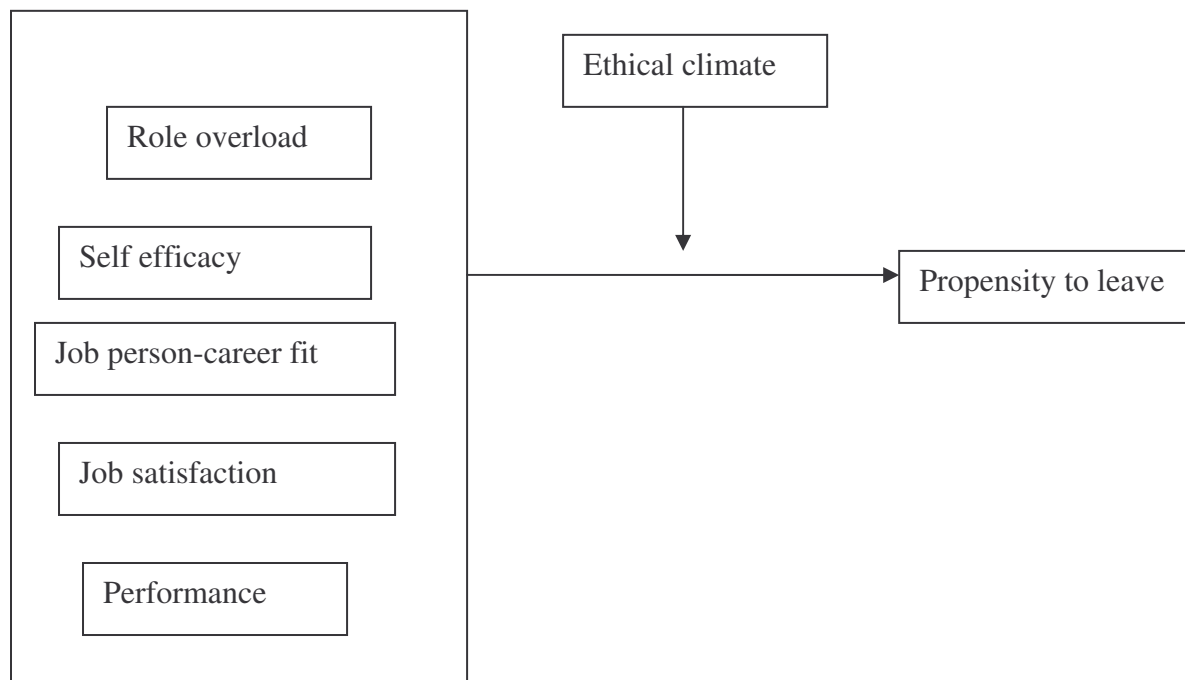 Ethical climate
Role overload
Self efficacy
Propensity to leave
Job person-career fit
Job satisfaction
Performance